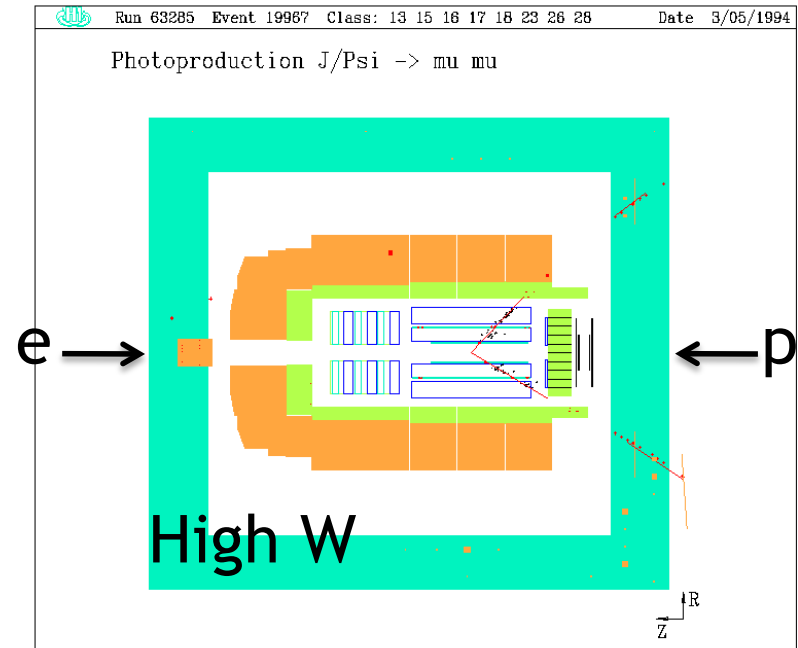 Run 63285 Event 19967 Class: 13 15 16 17 18 23 26 28 Date 3/05/1994
Photoproduction J/Psi -> mu mu
e
p
High W
R
Z